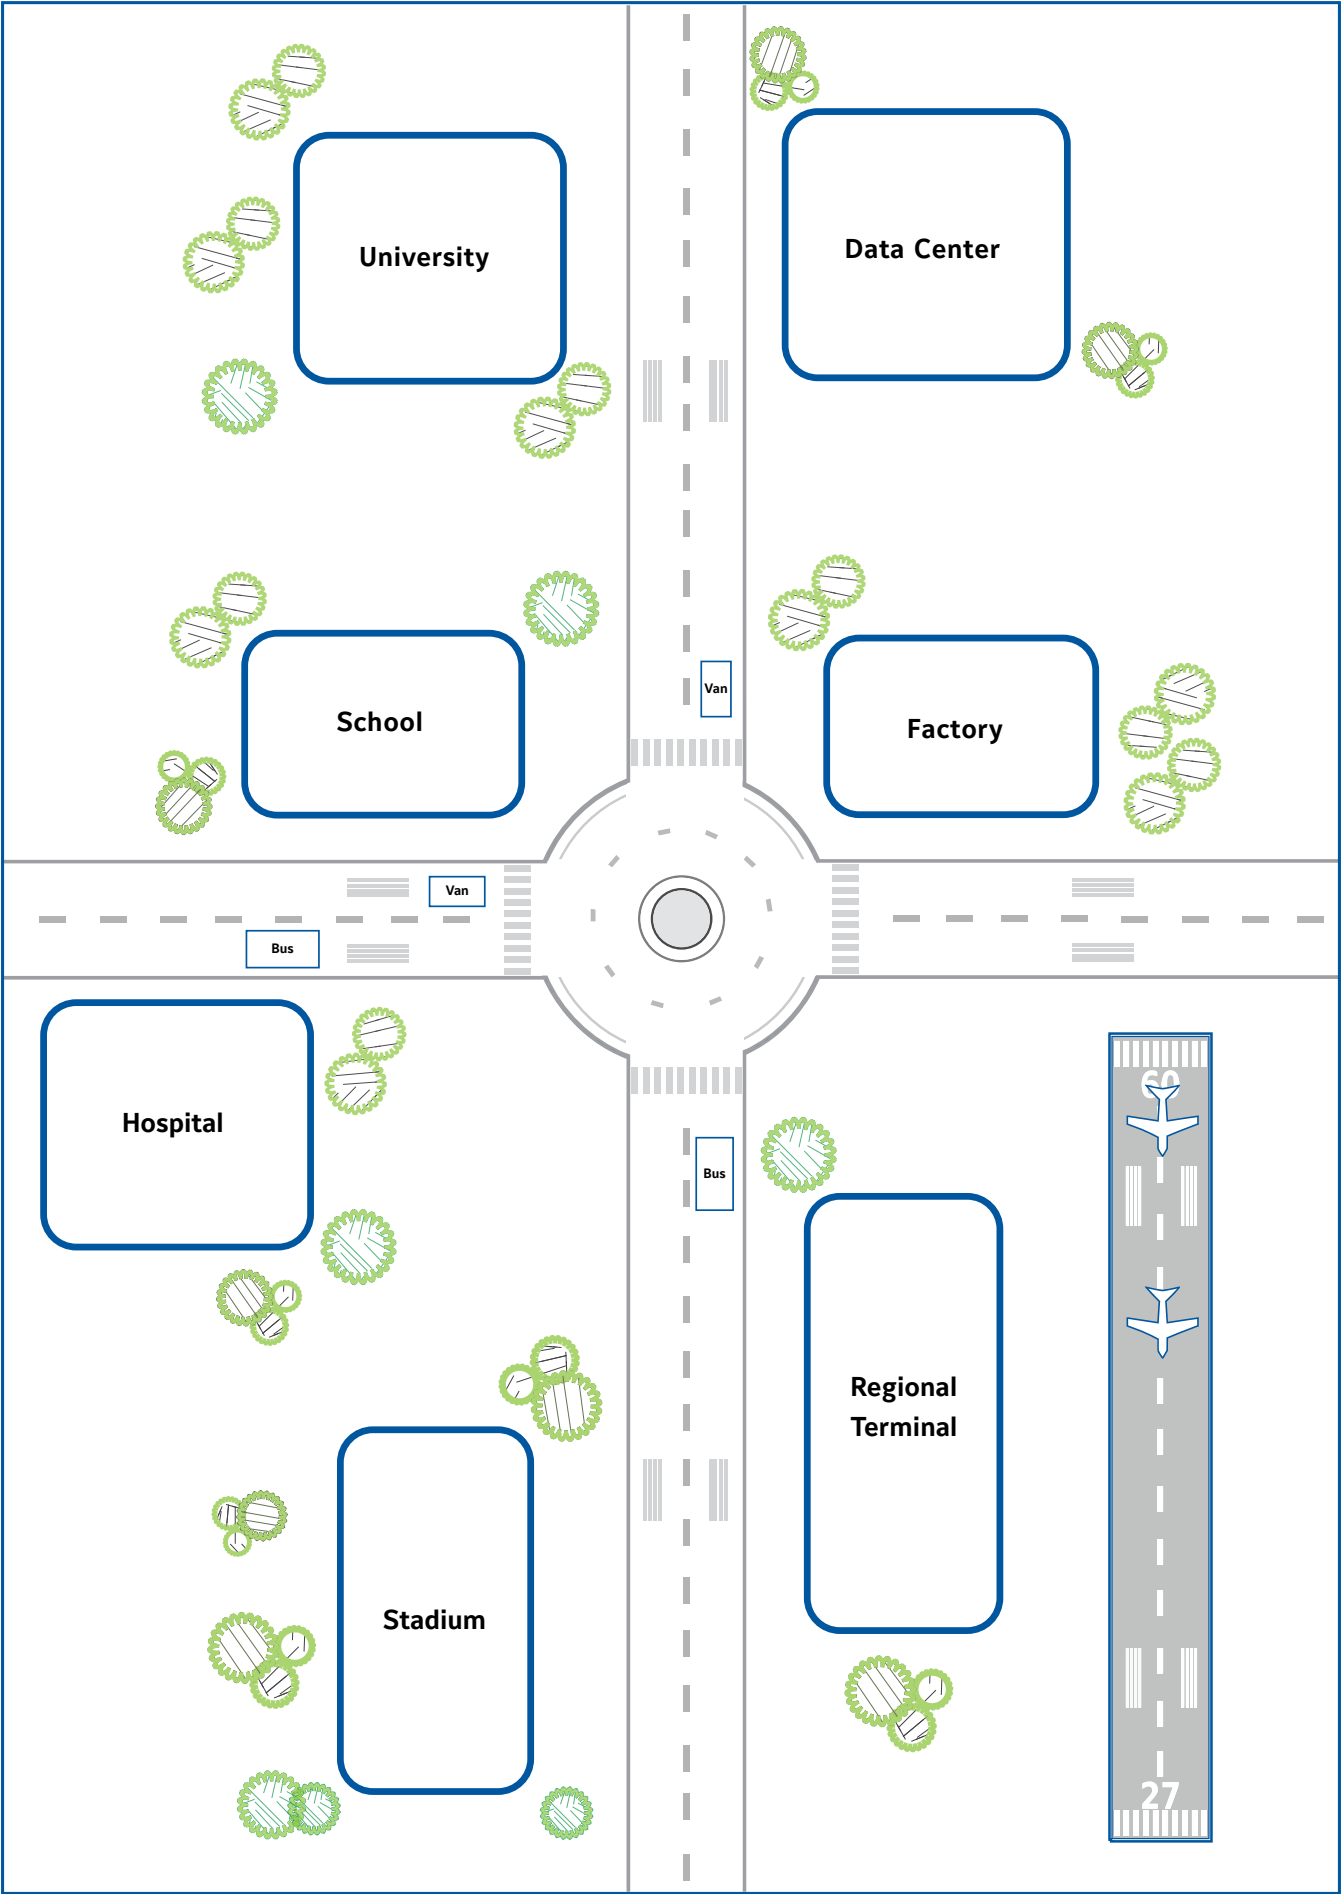 University
Data Center
School
Van
Factory
Van
Bus
Hospital
60
Bus
Regional
Terminal
Stadium
27